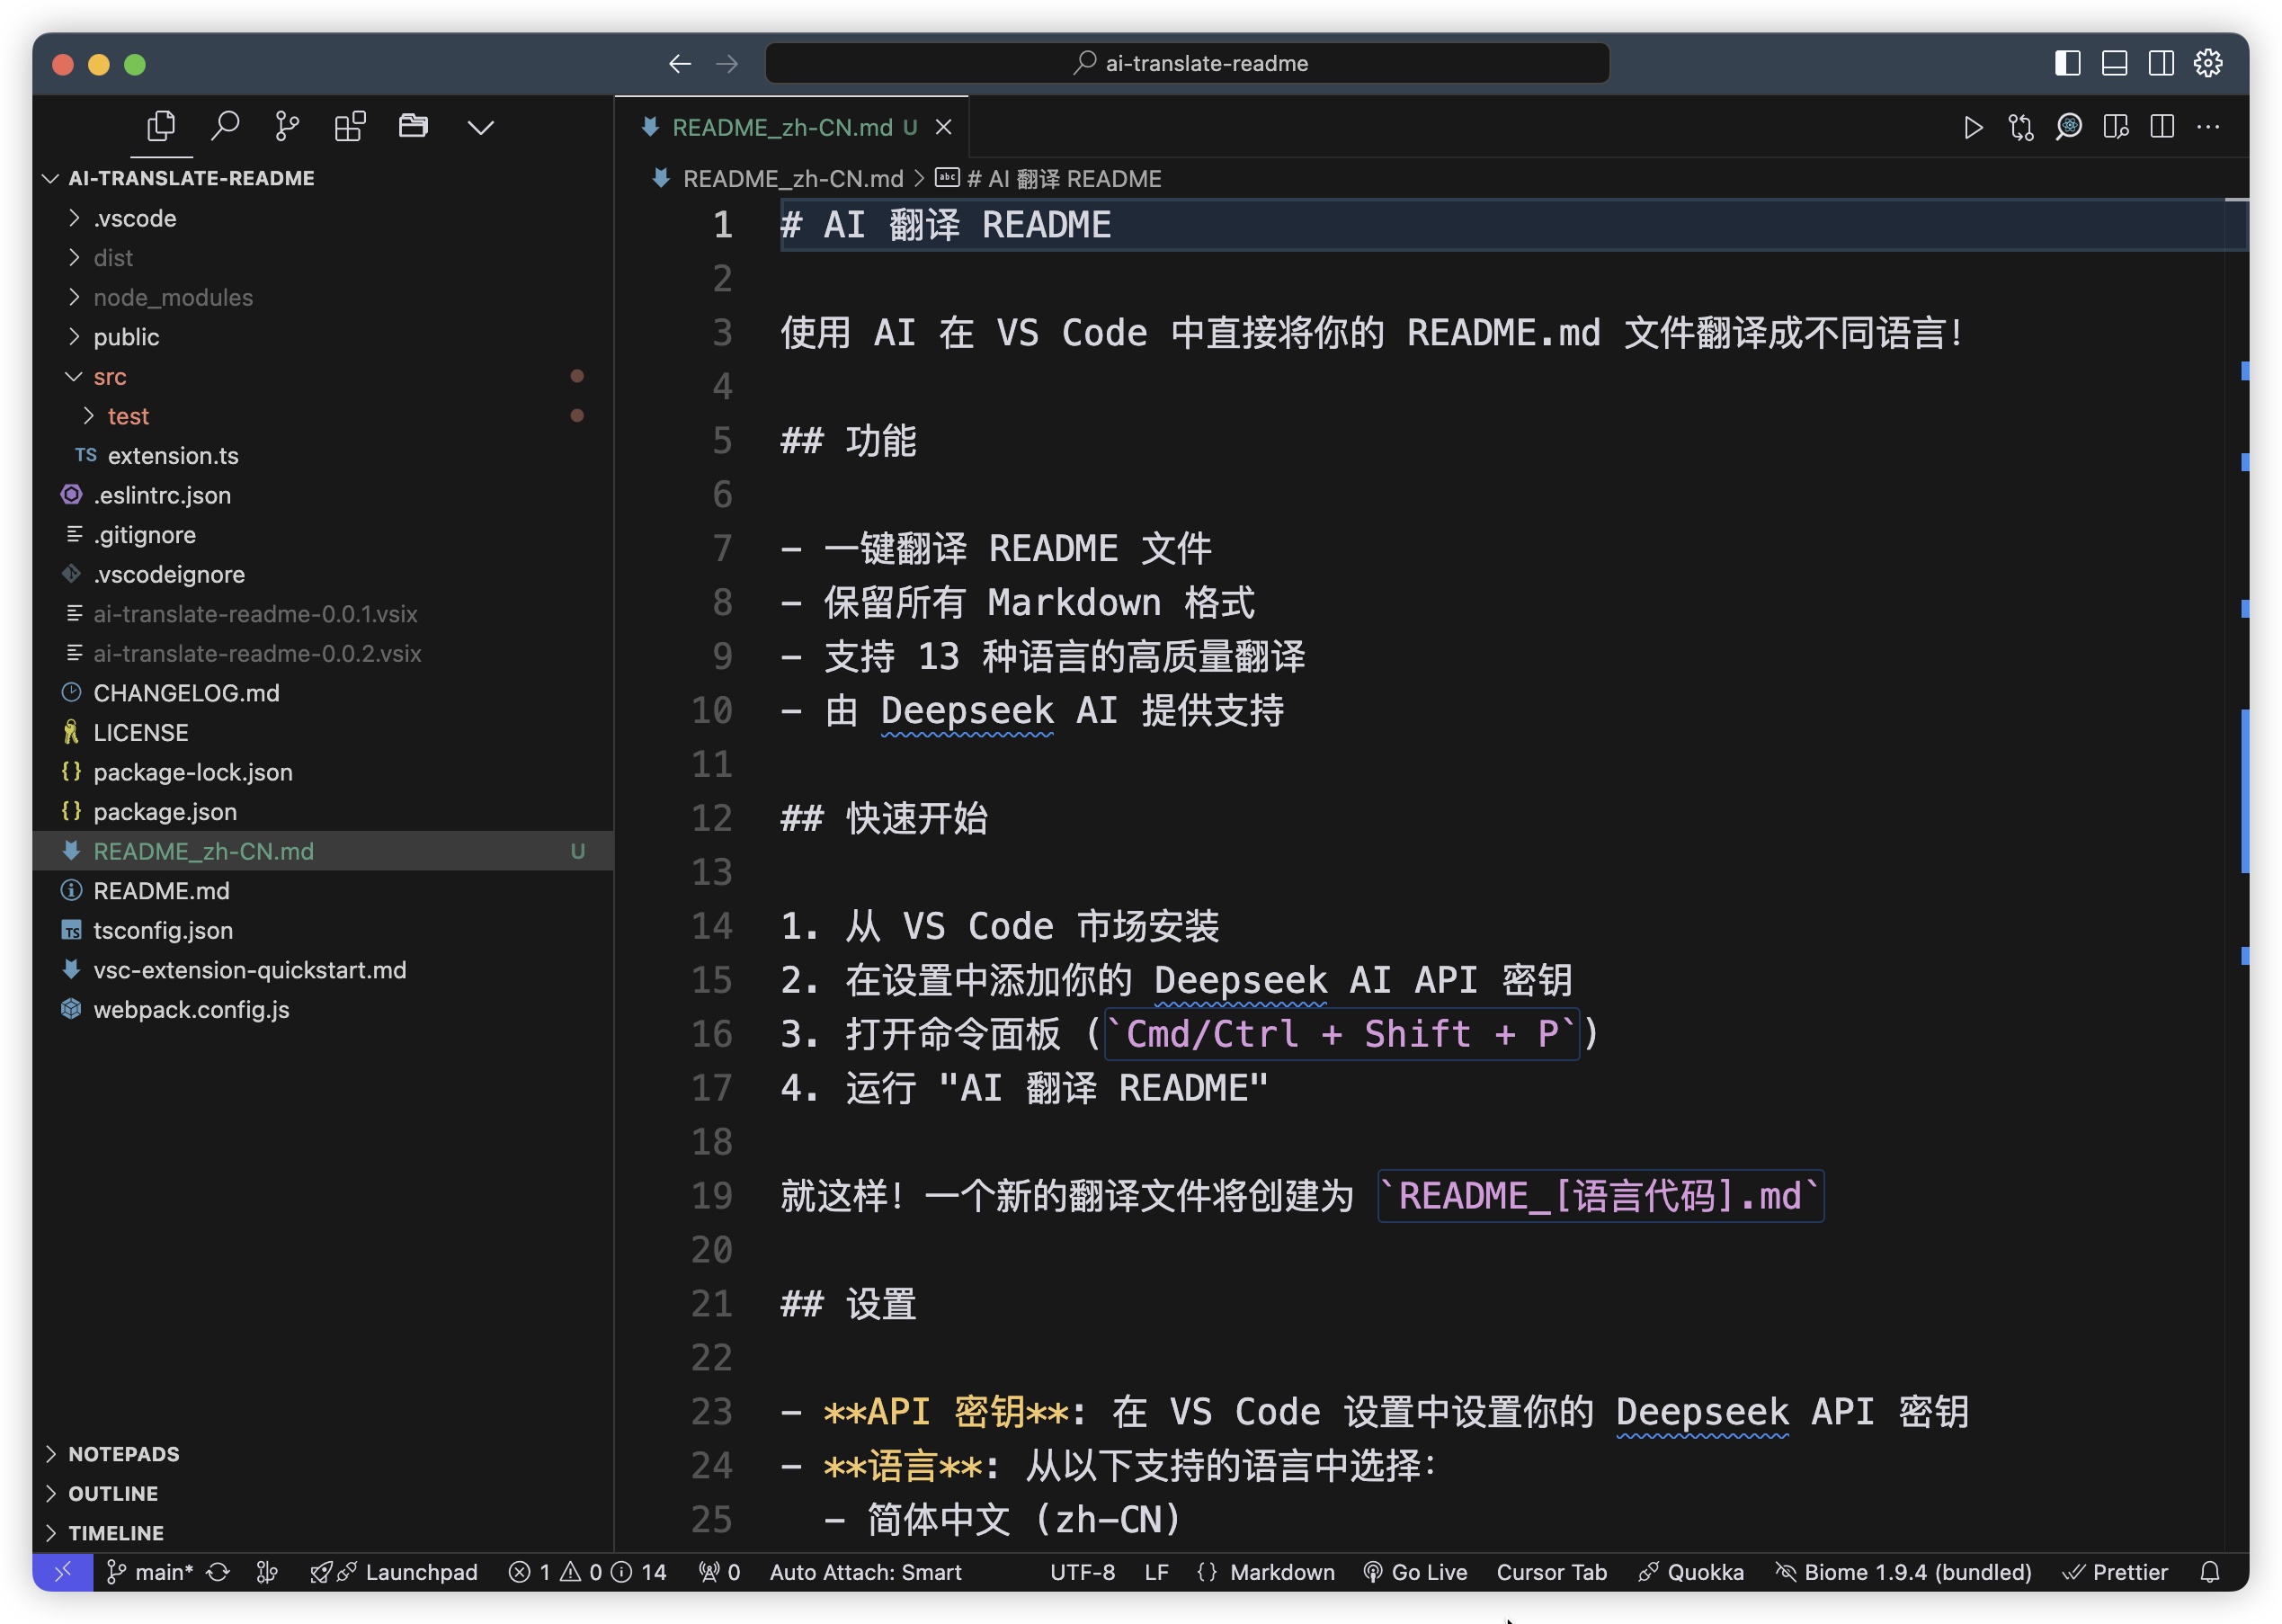 ai-translate-readme
README_zh-CN.md U
AI-TRANSLATE-README
.vscode
dist
node_modules
public
src
test
TS extension.ts
.eslintrc.json
.gitignore
.vscodeignore
ai-translate-readme-0.0.1.vsix
ai-translate-readme-0.0.2.vsix
CHANGELOG.md
LICENSE
{} package-lock.json
{} package.json
README_zh-CN.md U
README.md
TS tsconfig.json
vsc-extension-quickstart.md
webpack.config.js
NOTEPADS
OUTLINE
TIMELINE
README_zh-CN.md > abc # AI 翻译 README
1 # AI 翻译 README
2
3 使用 AI 在 VS Code 中直接将你的 README.md 文件翻译成不同语言！
4
5 ## 功能
6
7 - 一键翻译 README 文件
8 - 保留所有 Markdown 格式
9 - 支持 13 种语言的高质量翻译
10 - 由 Deepseek AI 提供支持
11
12 ## 快速开始
13
14 1. 从 VS Code 市场安装
15 2. 在设置中添加你的 Deepseek AI API 密钥
16 3. 打开命令面板 (`Cmd/Ctrl + Shift + P`)
17 4. 运行 "AI 翻译 README"
18
19 就这样！一个新的翻译文件将创建为 `README_[语言代码].md`
20
21 ## 设置
22
23 - **API 密钥**: 在 VS Code 设置中设置你的 Deepseek API 密钥
24 - **语言**: 从以下支持的语言中选择：
25 - 简体中文 (zh-CN)
main* Launchpad 1 0 14 0 Auto Attach: Smart UTF-8 LF {} Markdown Go Live Cursor Tab Quokka Biome 1.9.4 (bundled) Prettier